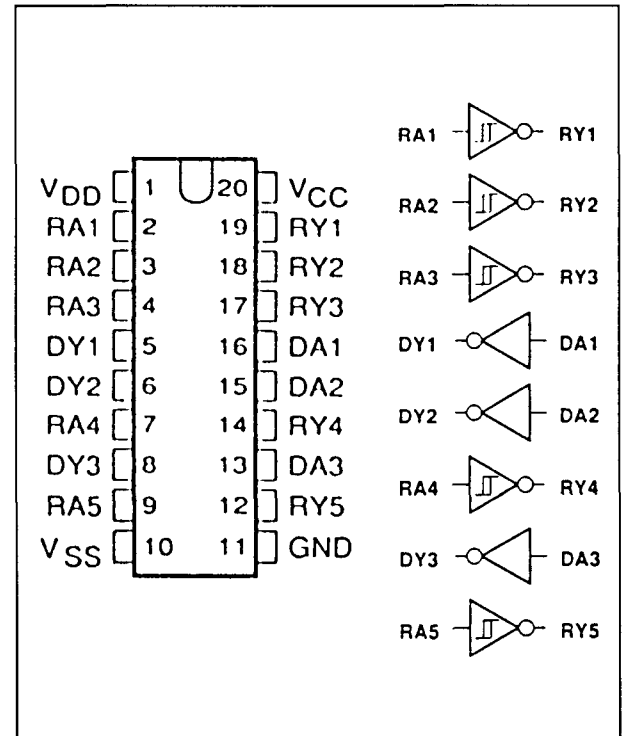 VDD 1 20 VCC
RA1 2 19 RY1
RA2 3 18 RY2
RA3 4 17 RY3
DY1 5 16 DA1
DY2 6 15 DA2
RA4 7 14 RY4
DY3 8 13 DA3
RA5 9 12 RY5
VSS 10 11 GND
RA1 RY1
RA2 RY2
RA3 RY3
DY1 DA1
DY2 DA2
RA4 RY4
DY3 DA3
RA5 RY5